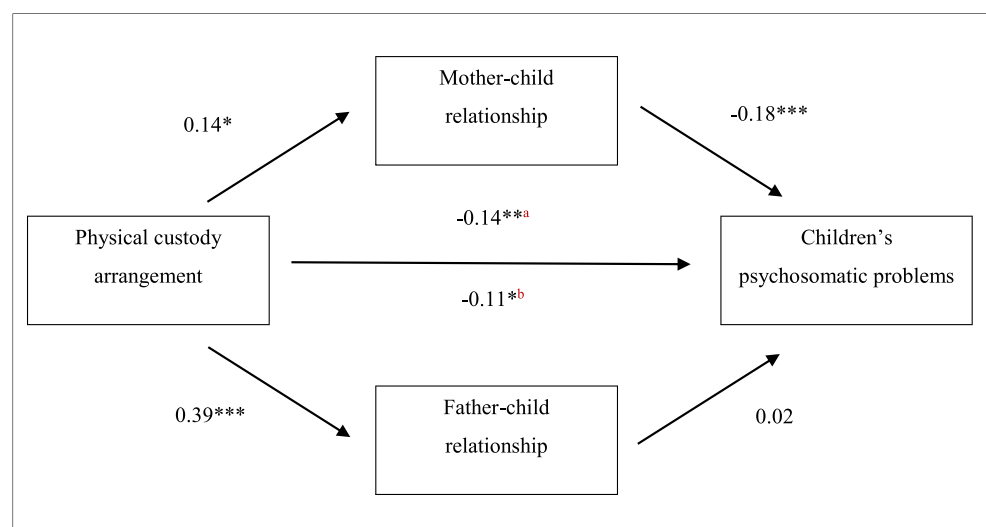 Mother-child
relationship
0.14*
-0.18***
-0.14**a
Physical custody
arrangement
Children’s
psychosomatic problems
-0.11*b
Father-child
relationship
0.39***
0.02